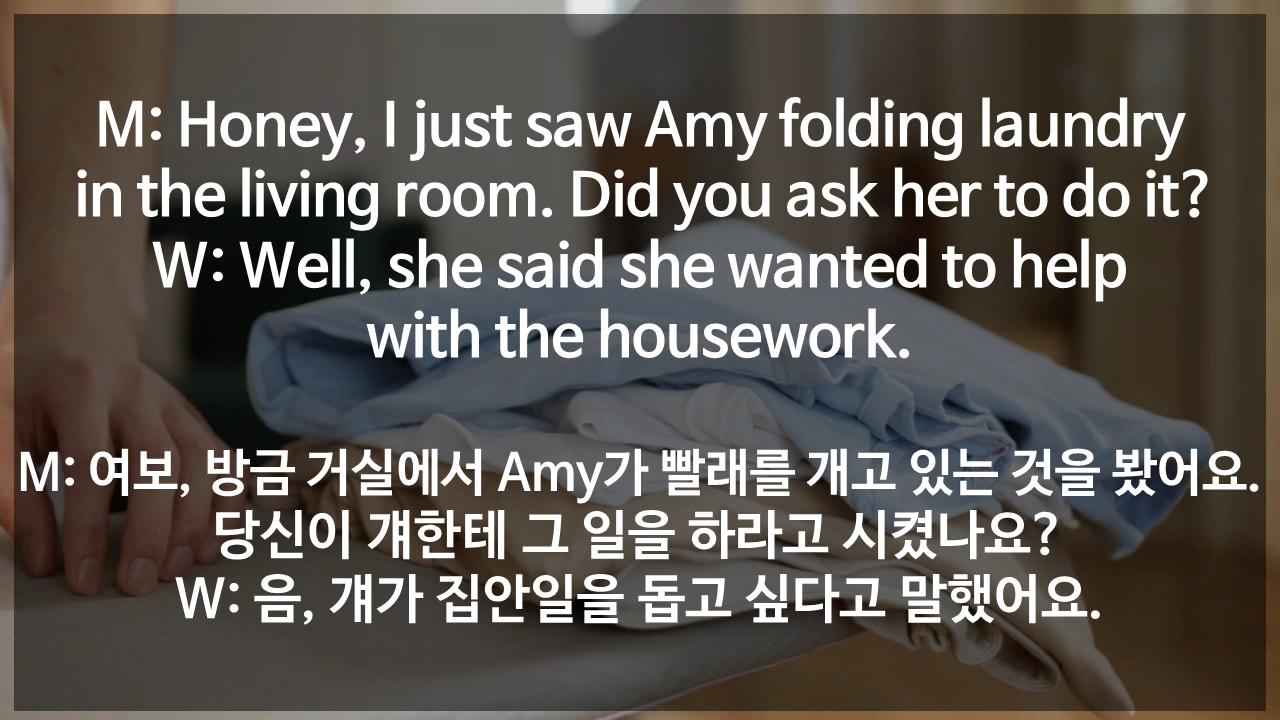 M: Honey, I just saw Amy folding laundry
in the living room. Did you ask her to do it?
W: Well, she said she wanted to help
with the housework.
M: 여보, 방금 거실에서 Amy가 빨래를 개고 있는 것을 봤어요.
당신이 걔한테 그 일을 하라고 시켰나요?
W: 음, 걔가 집안일을 돕고 싶다고 말했어요.